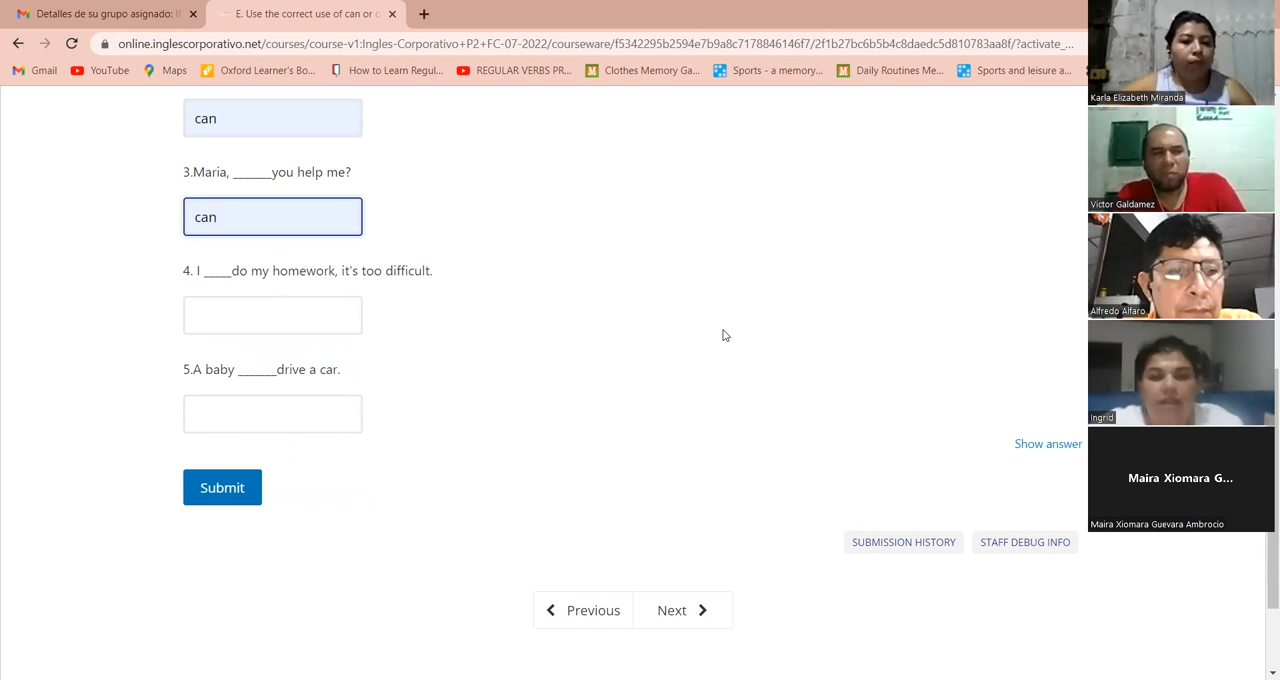 Detalles de su grupo asignado: I
E. Use the correct use of can or c
online.inglescorporativo.net/courses/course-v1:Ingles-Corporativo+P2+FC-07-2022/courseware/f5342295b2594e7b9a8c7178846146f7/2f1b27bc6b5b4c8daedc5d810783aa8f/?activate_...
Gmail
YouTube
Maps
Oxford Learner's Bo...
How to Learn Regul...
REGULAR VERBS PR...
Clothes Memory Ga...
Sports - a memory...
Daily Routines Me...
Sports and leisure a...
can
3.Maria, _______you help me?
can
4. I _____do my homework, it's too difficult.
5.A baby _______drive a car.
Show answer
Submit
SUBMISSION HISTORY
STAFF DEBUG INFO
Previous
Next
Karla Elizabeth Miranda
Victor Galdamez
Alfredo Alfaro
Ingrid
Maira Xiomara G...
Maira Xiomara Guevara Ambrocio